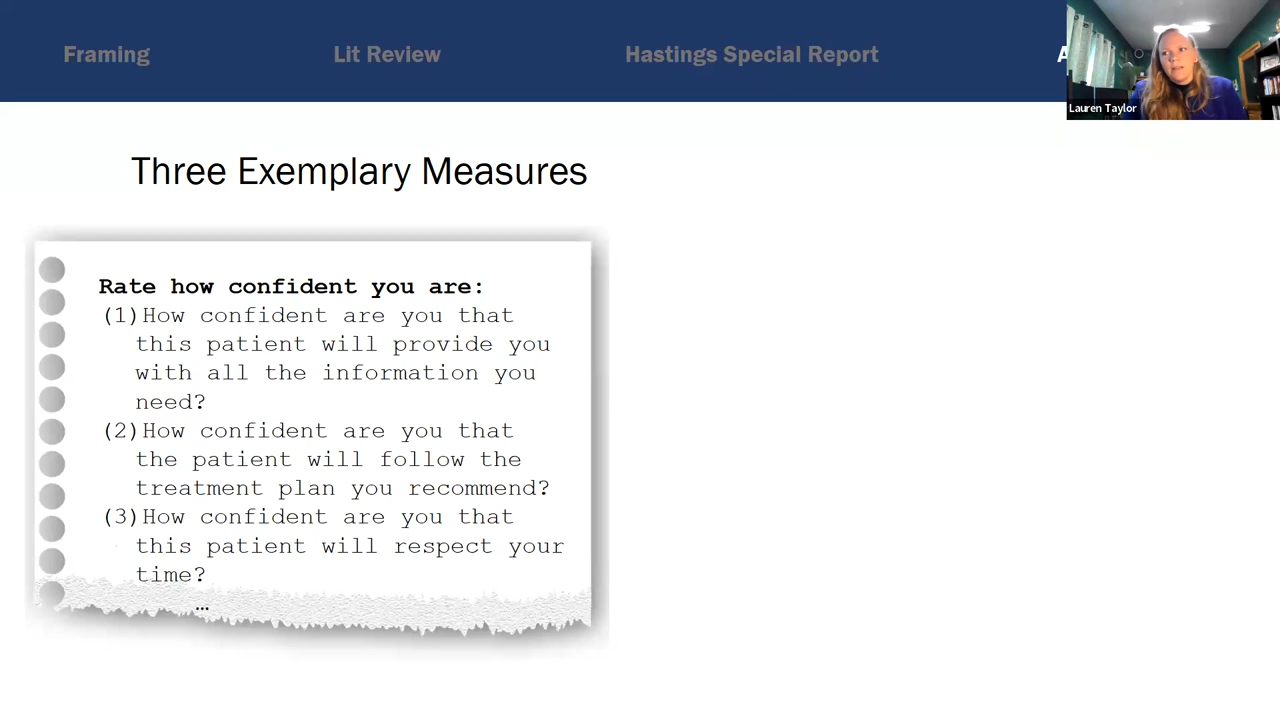 Framing
Lit Review
Hastings Special Report
Lauren Taylor
Three Exemplary Measures
Rate how confident you are:
(1)How confident are you that
this patient will provide you
with all the information you
need?
(2)How confident are you that
the patient will follow the
treatment plan you recommend?
(3)How confident are you that
this patient will respect your
time?
…